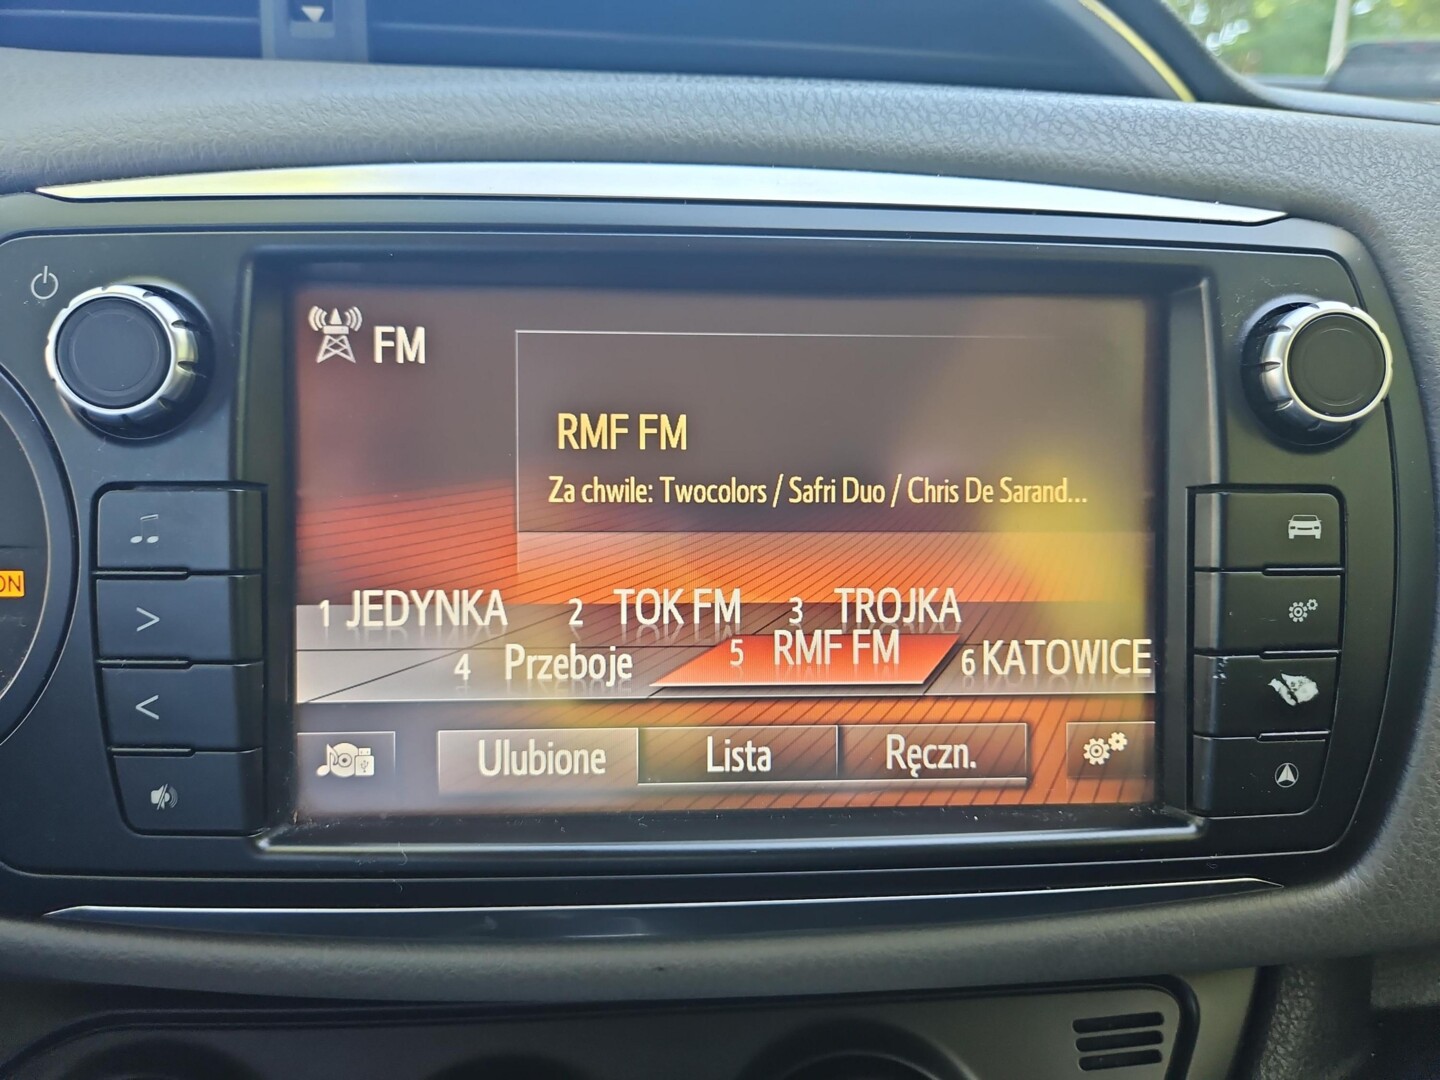 FM
RMF FM
Za chwile: Twocolors / Safri Duo / Chris De Sarand...
1 JEDYNKA 2 TOK FM 3 TROJKA
4 Przeboje 5 RMF FM 6 KATOWICE
Ulubione Lista Ręczn.
ON